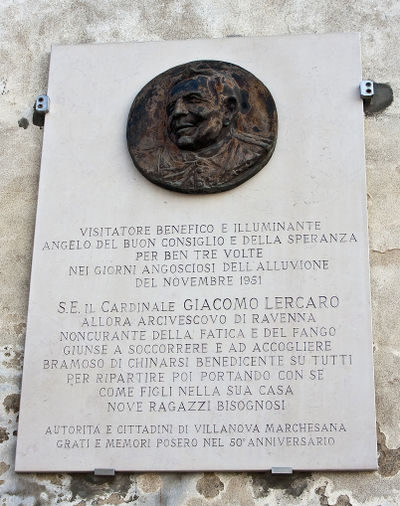 VISITATORE BENEFICO E ILLUMINANTE
ANGELO DEL BUON CONSIGLIO E DELLA SPERANZA
PER BEN TRE VOLTE
NEI GIORNI ANGOSCIOSI DELL'ALLUVIONE
DEL NOVEMBRE 1951
S.E. IL CARDINALE GIACOMO LERCARO
ALLORA ARCIVESCOVO DI RAVENNA
NONCURANTE DELLA FATICA E DEL FANGO
GIUNSE A SOCCORRERE E AD ACCOGLIERE
BRAMOSO DI CHINARSI BENEDICENTE SU TUTTI
PER RIPARTIRE POI PORTANDO CON SÉ
COME FIGLI NELLA SUA CASA
NOVE RAGAZZI BISOGNOSI
AUTORITÀ E CITTADINI DI VILLANOVA MARCHESANA
GRATI E MEMORI POSERO NEL 50° ANNIVERSARIO